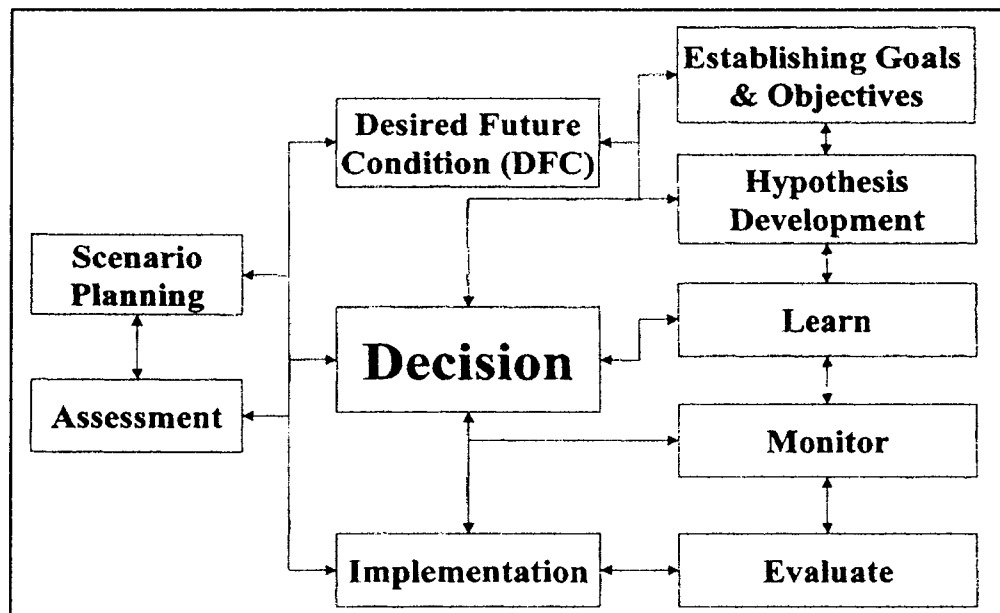 Establishing Goals
& Objectives
Desired Future
Condition (DFC)
Hypothesis
Development
Scenario
Planning
Learn
Decision
Assessment
Monitor
Implementation
Evaluate